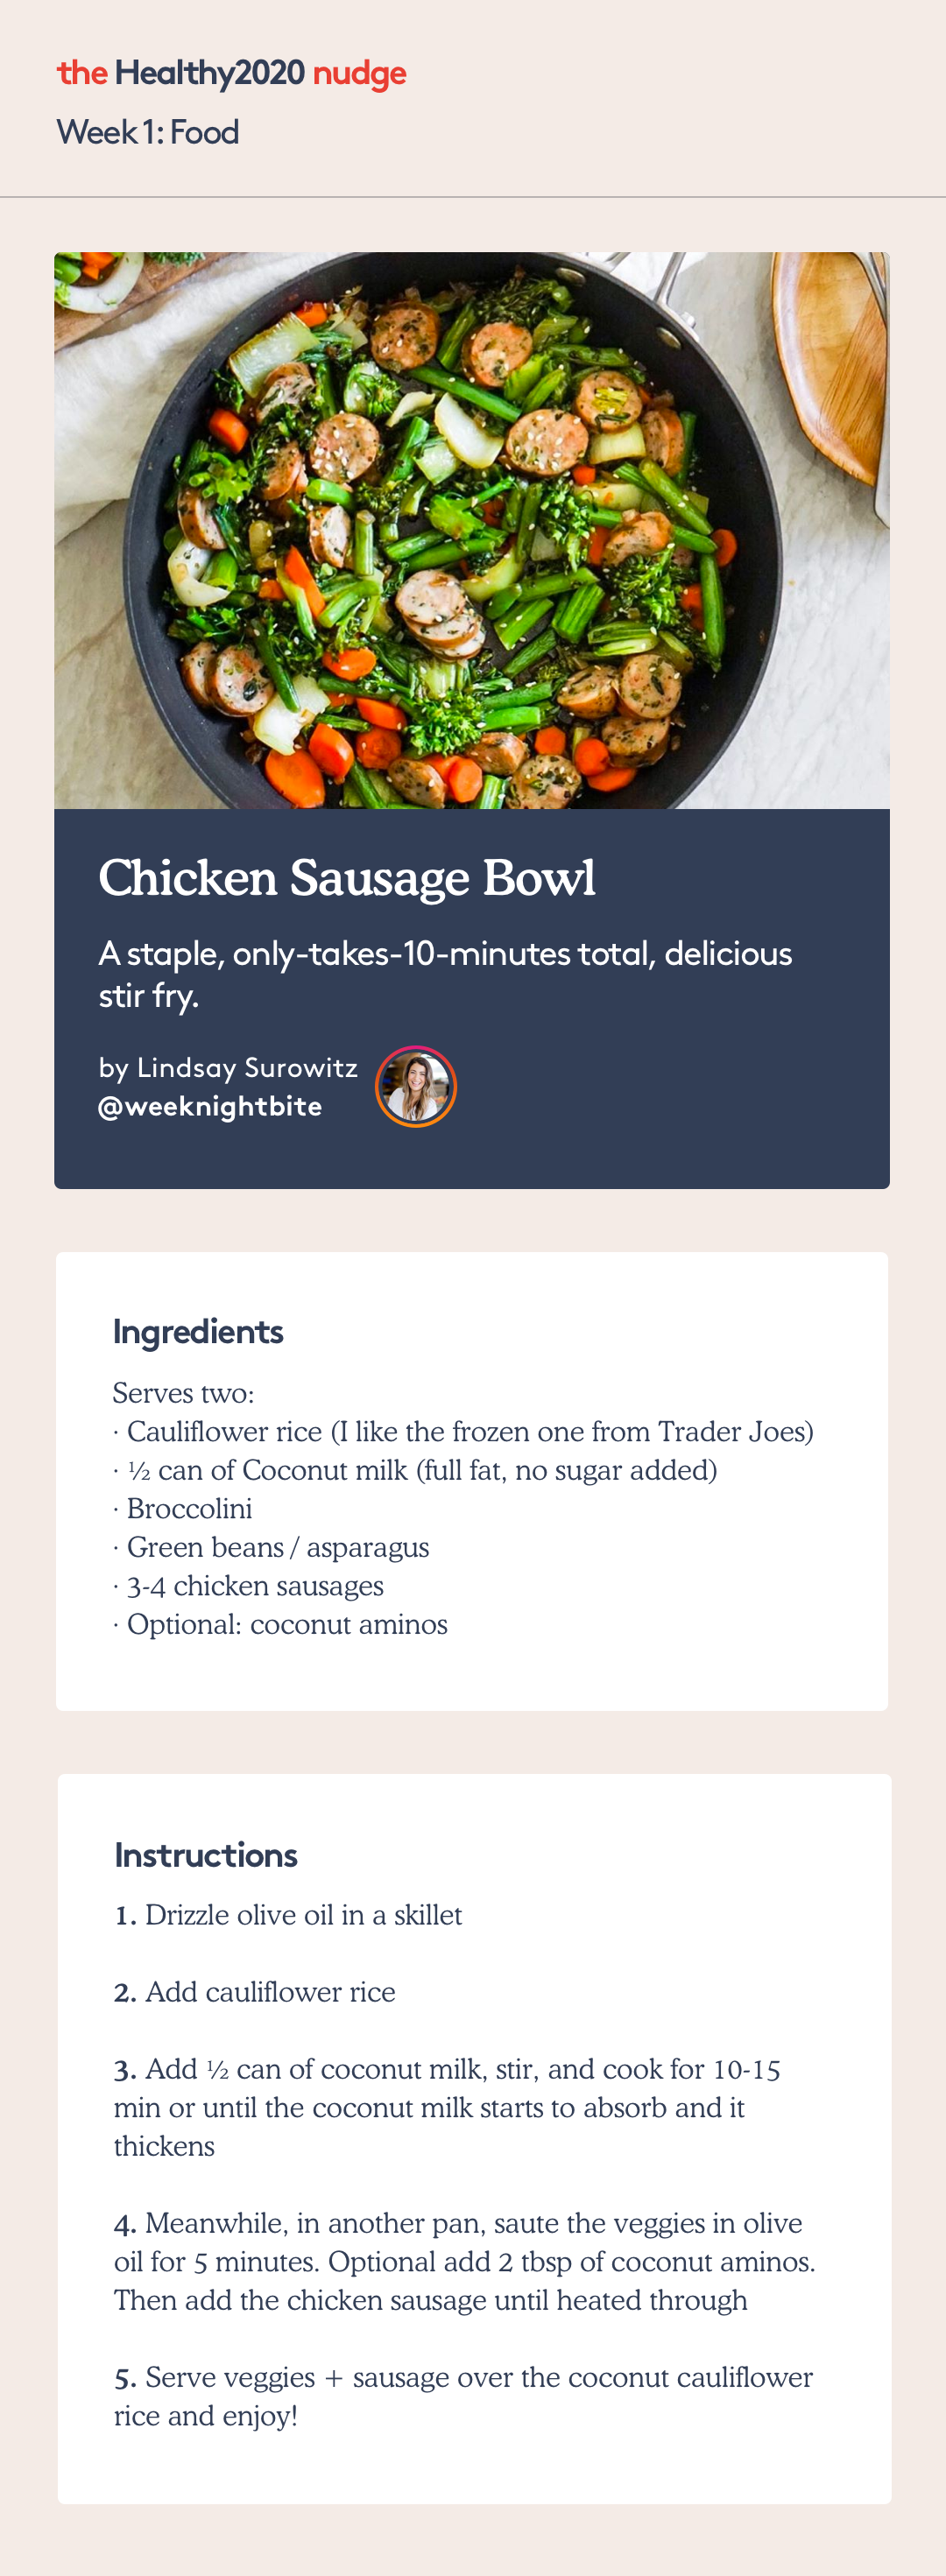 the Healthy2020 nudge
Week 1: Food
Chicken Sausage Bowl
A staple, only-takes-10-minutes total, delicious
stir fry.
by Lindsay Surowitz
@weeknightbite
Ingredients
Serves two:
· Cauliflower rice (I like the frozen one from Trader Joes)
· ½ can of Coconut milk (full fat, no sugar added)
· Broccolini
· Green beans / asparagus
· 3-4 chicken sausages
· Optional: coconut aminos
Instructions
1. Drizzle olive oil in a skillet
2. Add cauliflower rice
3. Add ½ can of coconut milk, stir, and cook for 10-15
min or until the coconut milk starts to absorb and it
thickens
4. Meanwhile, in another pan, saute the veggies in olive
oil for 5 minutes. Optional add 2 tbsp of coconut aminos.
Then add the chicken sausage until heated through
5. Serve veggies + sausage over the coconut cauliflower
rice and enjoy!